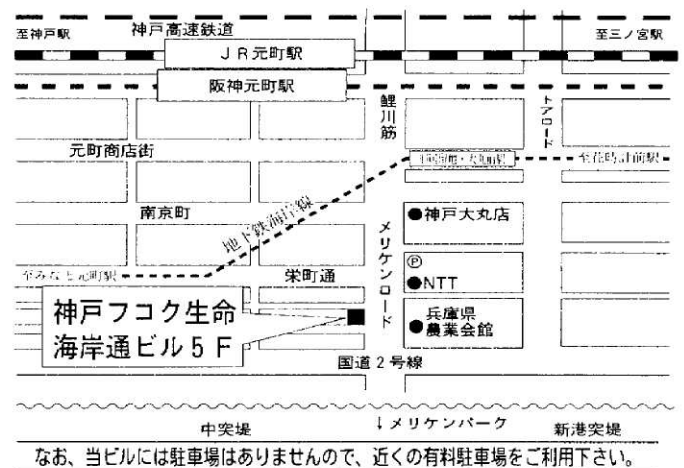 神戸高速鉄道
至神戸駅
至三ノ宮駅
ＪＲ元町駅
阪神元町駅
鯉川筋
トアロード
元町商店街
至花時計前駅
南京町
地下鉄海岸線
神戸大丸店
メリケンロード
至みなと元町駅
栄町通
Ⓟ
NTT
神戸フコク生命
海岸通ビル５Ｆ
兵庫県
農業会館
国道２号線
中突堤
↓メリケンパーク
新港突堤
なお、当ビルには駐車場はありませんので、近くの有料駐車場をご利用下さい。